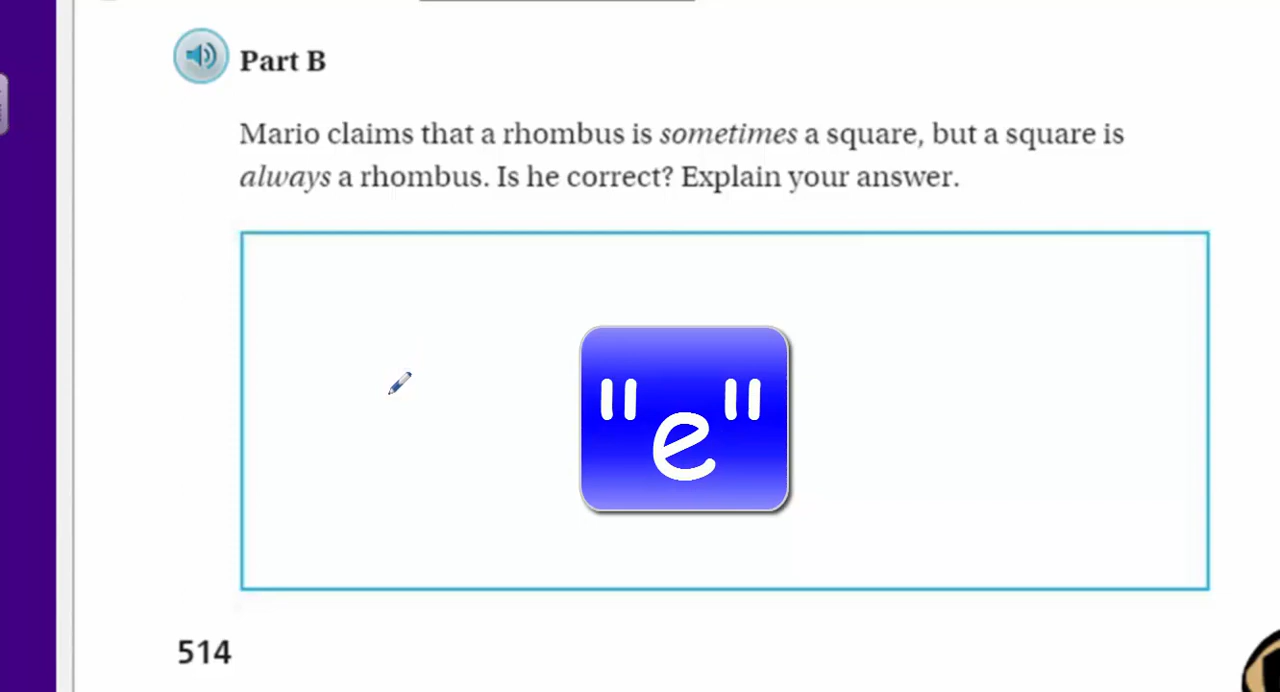 Part B
Mario claims that a rhombus is sometimes a square, but a square is
always a rhombus. Is he correct? Explain your answer.
"e"
514